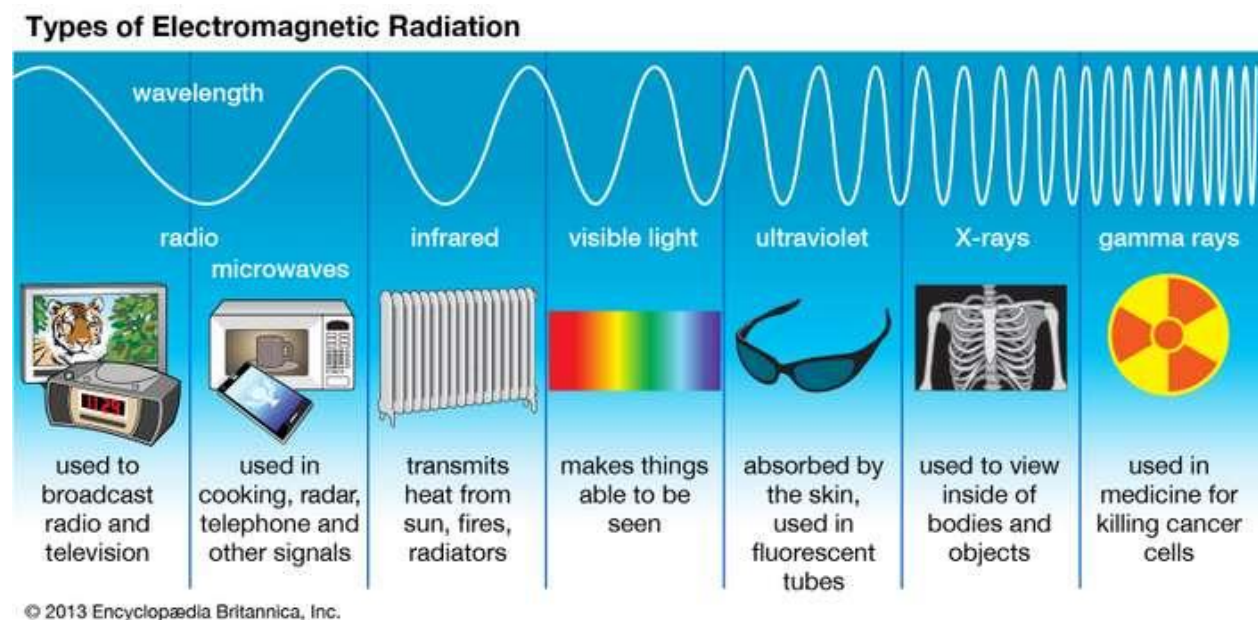 Types of Electromagnetic Radiation
wavelength
radio
microwaves
infrared
visible light
ultraviolet
X-rays
gamma rays
11:29
used to
broadcast
radio and
television
used in
cooking, radar,
telephone and
other signals
transmits
heat from
sun, fires,
radiators
makes things
able to be
seen
absorbed by
the skin,
used in
fluorescent
tubes
used to view
inside of
bodies and
objects
used in
medicine for
killing cancer
cells
© 2013 Encyclopædia Britannica, Inc.